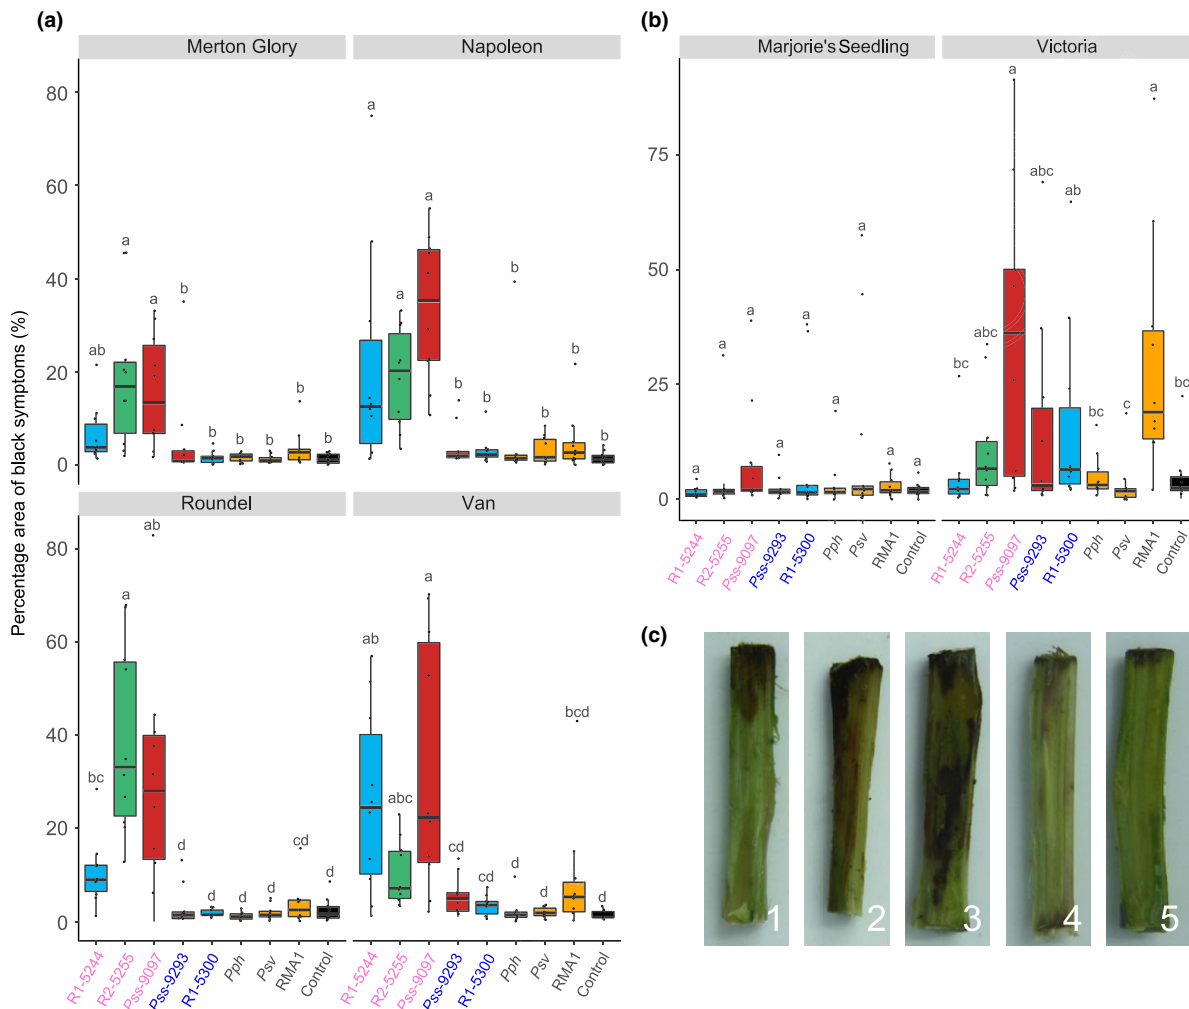 (a)
Merton Glory
Napoleon
Percentage area of black symptoms (%)
80
60
40
20
0
ab
a
a
b
b
b
b
b
b
a
a
a
b
b
b
b
b
b
Roundel
Van
80
60
40
20
0
bc
a
ab
d
d
d
d
cd
d
ab
abc
a
cd
cd
d
d
bcd
d
R1-5244
R2-5255
Pss-9097
Pss-9293
R1-5300
Pph
Psv
RMA1
Control
R1-5244
R2-5255
Pss-9097
Pss-9293
R1-5300
Pph
Psv
RMA1
Control
(b)
Marjorie's Seedling
Victoria
75
50
25
0
a
a
a
a
a
a
a
a
a
bc
abc
a
abc
ab
bc
c
a
bc
R1-5244
R2-5255
Pss-9097
Pss-9293
R1-5300
Pph
Psv
RMA1
Control
R1-5244
R2-5255
Pss-9097
Pss-9293
R1-5300
Pph
Psv
RMA1
Control
(c)
1
2
3
4
5